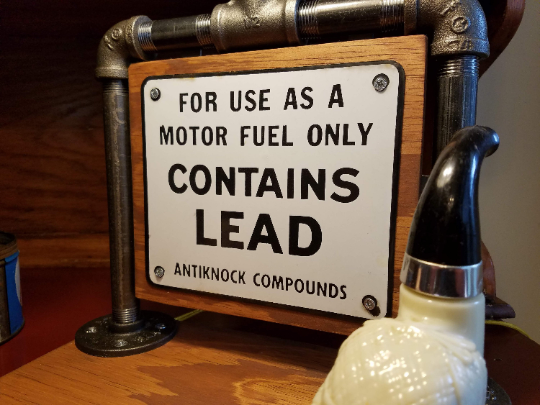 FOR USE AS A
MOTOR FUEL ONLY
CONTAINS
LEAD
ANTIKNOCK COMPOUNDS